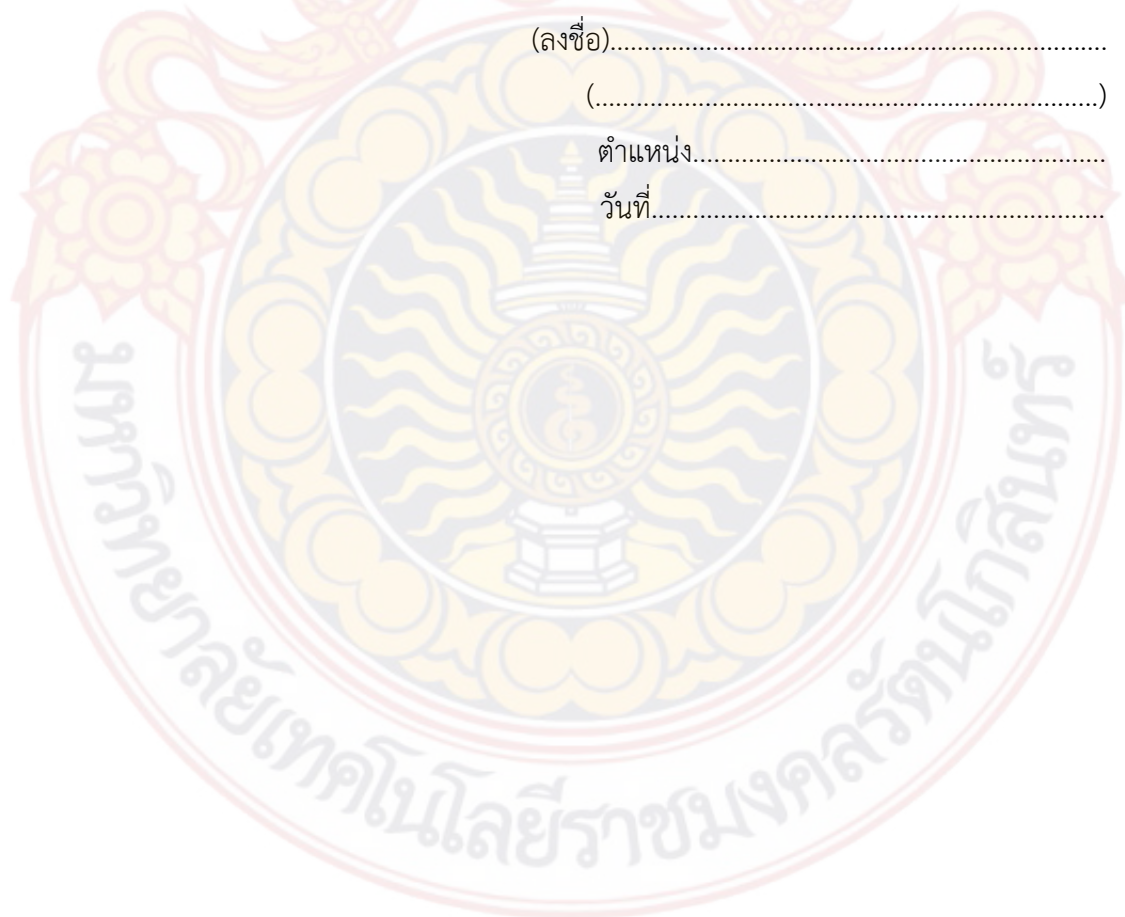 (ลงชื่อ)..............................................................
(...............................................................)
ตำแหน่ง....................................................
วันที่.........................................................
มหาวิทยาลัยเทคโนโลยีราชมงคลรัตนโกสินทร์